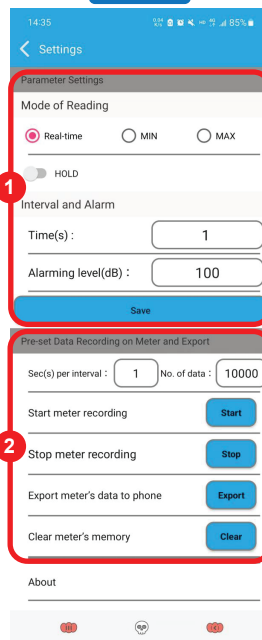 14:35 85%
Settings
Parameter Settings
Mode of Reading
Real-time MIN MAX
HOLD
1
Interval and Alarm
Time(s) : 1
Alarming level(dB) : 100
Save
Pre-set Data Recording on Meter and Export
Sec(s) per interval : 1 No. of data : 10000
Start meter recording Start
2
Stop meter recording Stop
Export meter's data to phone Export
Clear meter's memory Clear
About